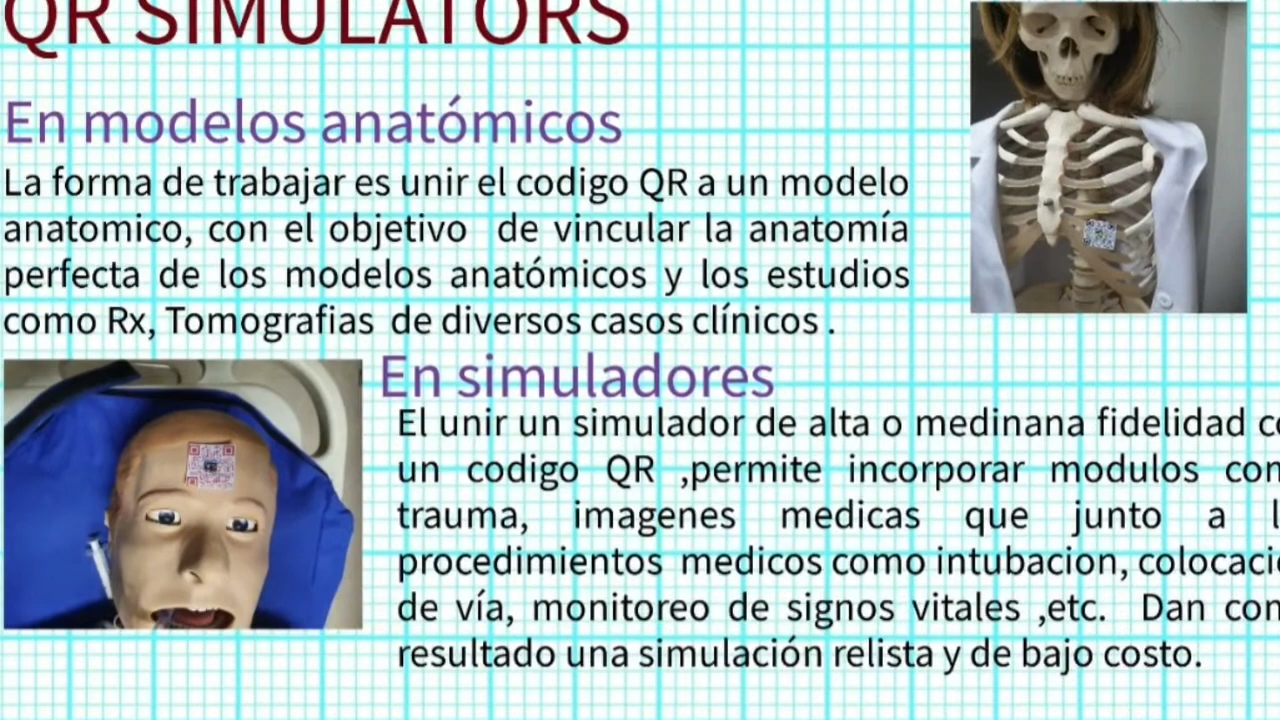 QR SIMULATORS
En modelos anatómicos
La forma de trabajar es unir el codigo QR a un modelo
anatomico, con el objetivo de vincular la anatomía
perfecta de los modelos anatómicos y los estudios
como Rx, Tomografias de diversos casos clínicos .
En simuladores
El unir un simulador de alta o medinana fidelidad
un codigo QR ,permite incorporar modulos
trauma, imagenes medicas que junto a
procedimientos medicos como intubacion,
de vía, monitoreo de signos vitales ,etc. Dan
resultado una simulación relista y de bajo costo.